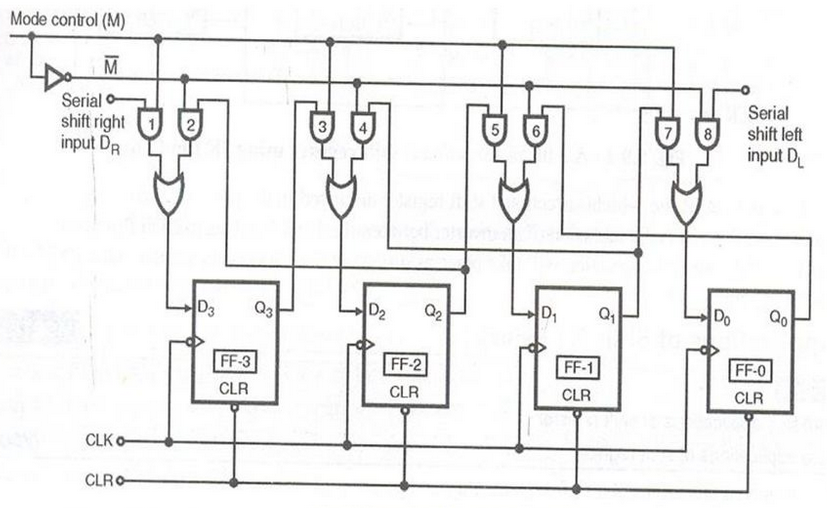 Mode control (M)
M̅
Serial
shift right
input D_R
1 2 3 4 5 6 7 8
Serial
shift left
input D_L
D₃ Q₃ D₂ Q₂ D₁ Q₁ D₀ Q₀
FF-3 FF-2 FF-1 FF-0
CLR CLR CLR CLR
CLK
CLR